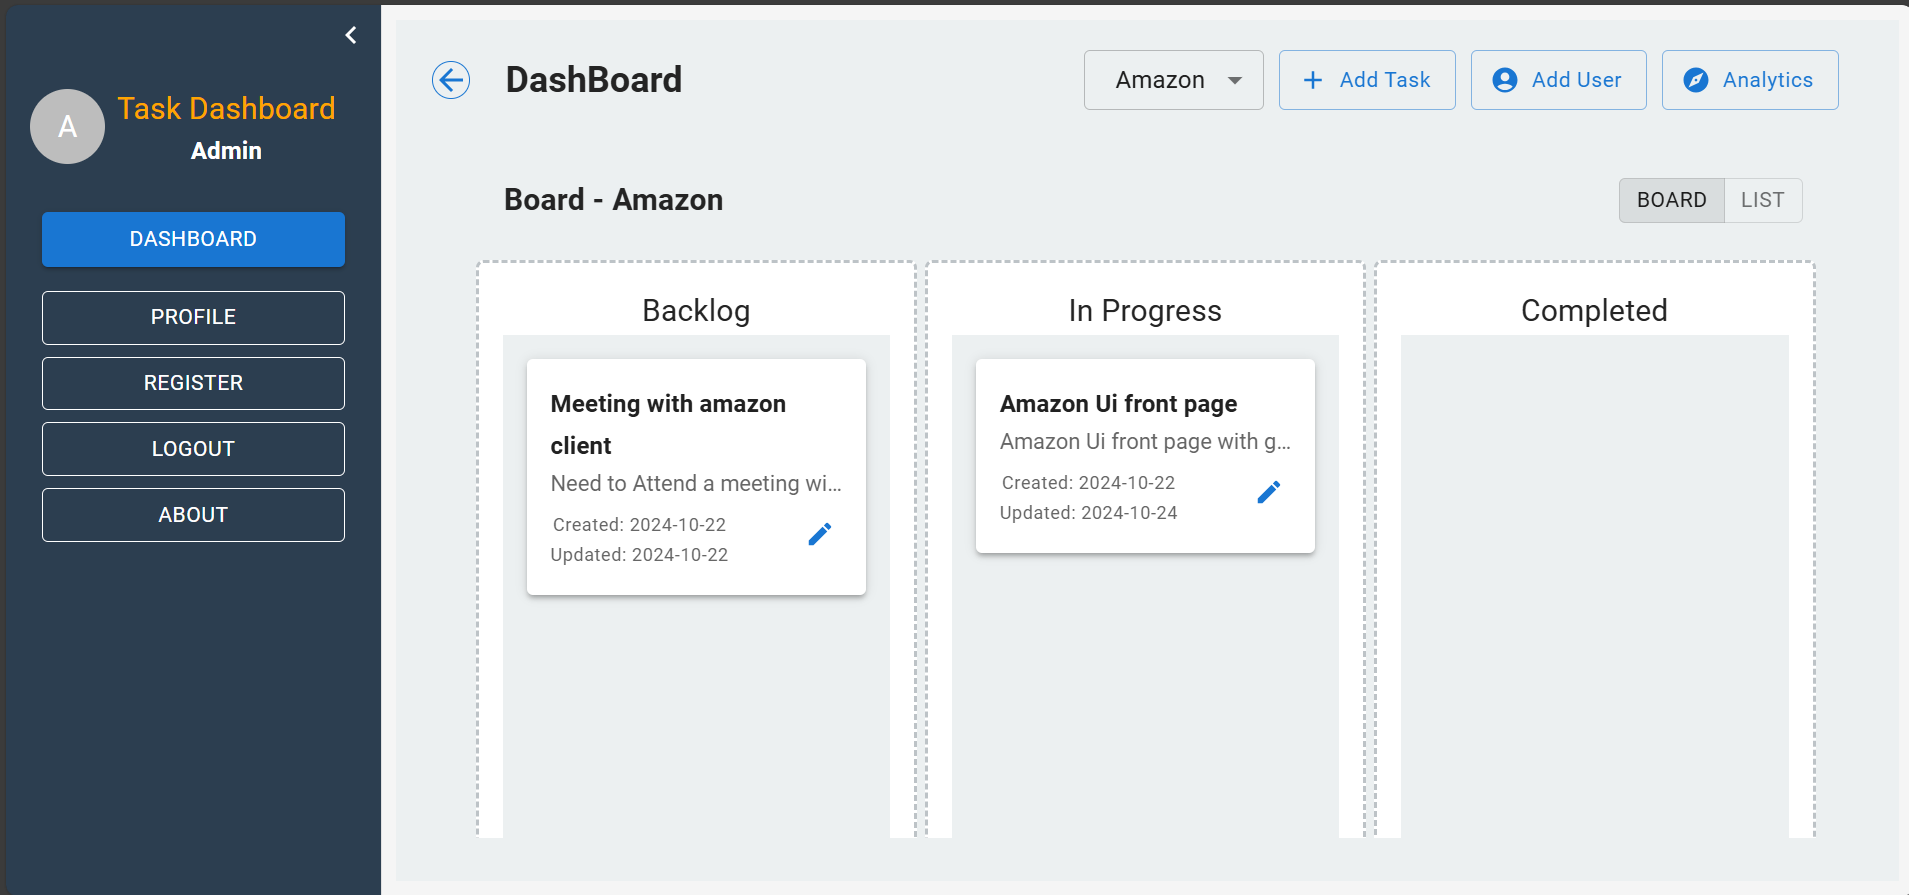 A
Task Dashboard
Admin
DASHBOARD
PROFILE
REGISTER
LOGOUT
ABOUT
DashBoard
Amazon
Add Task
Add User
Analytics
Board - Amazon
BOARD
LIST
Backlog
Meeting with amazon
client
Need to Attend a meeting wi...
Created: 2024-10-22
Updated: 2024-10-22
In Progress
Amazon Ui front page
Amazon Ui front page with g...
Created: 2024-10-22
Updated: 2024-10-24
Completed